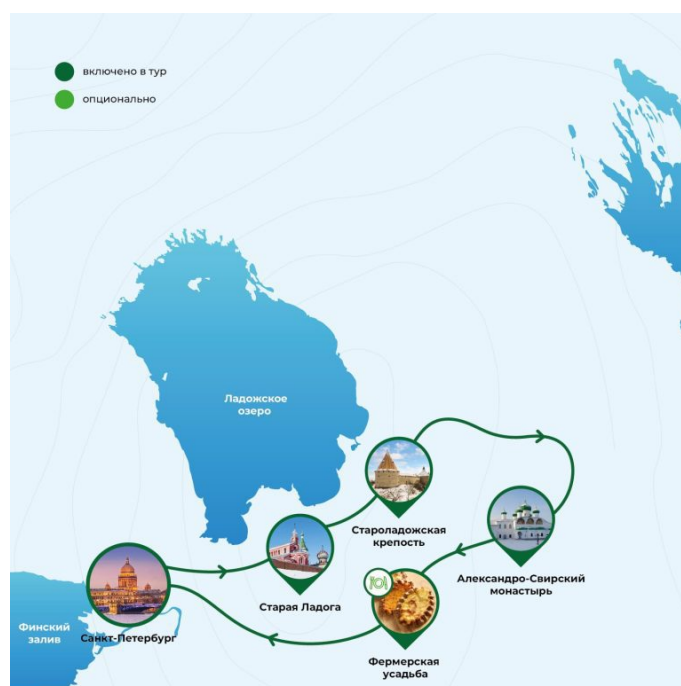 включено в тур
опционально
Ладожское
озеро
Староладожская
крепость
Александро-Свирский
монастырь
Старая Ладога
Финский
залив
Санкт-Петербург
Фермерская
усадьба